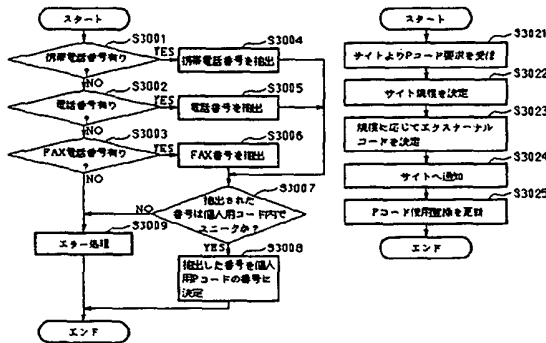 スタート
S3001
携帯電話番号有り
?
YES
S3004
携帯電話番号を抽出
NO
S3002
電話番号有り
?
YES
S3005
電話番号を抽出
NO
S3003
FAX電話番号有り
?
YES
S3006
FAX番号を抽出
NO
S3007
抽出された
番号は個人用コード内で
ユニークか?
NO
YES
S3009
エラー処理
S3008
抽出した番号を個人
用Pコードの番号に
決定
エンド
スタート
S3021
サイトよりPコード要求を受信
S3022
サイト規模を決定
S3023
規模に応じてエクスターナル
コードを決定
S3024
サイトへ通知
S3025
Pコード使用置換を更新
エンド